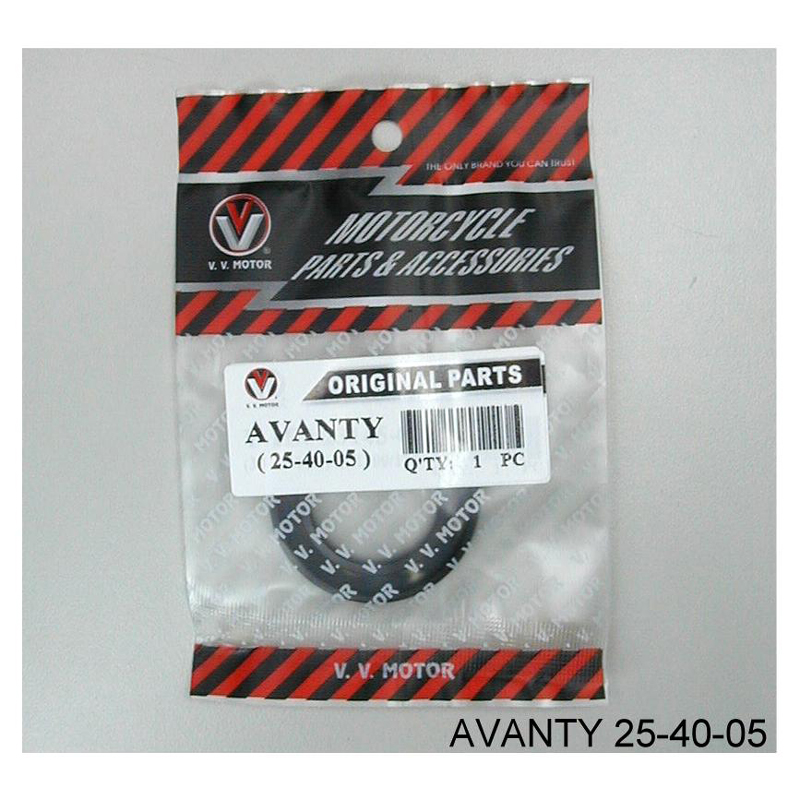 THE ONLY BRAND YOU CAN TRUST
V. V. MOTOR
®
MOTORCYCLE
PARTS & ACCESSORIES
V. V. MOTOR
ORIGINAL PARTS
AVANTY
( 25-40-05 )
Q'TY: 1 PC
V. V. MOTOR
V. V. MOTOR
V. V. MOTOR
V. V. MOTOR
AVANTY 25-40-05